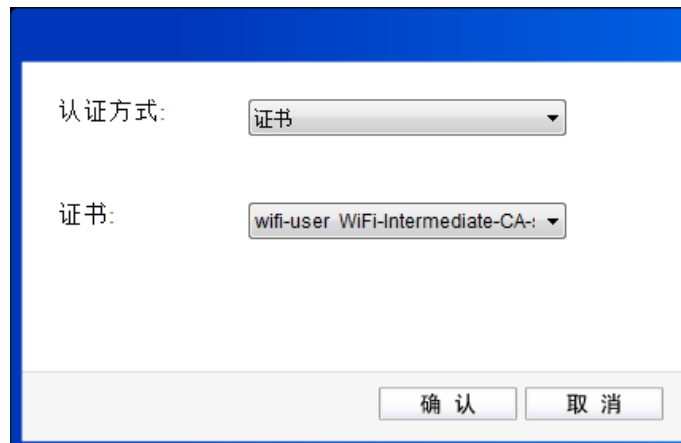 认证方式: 证书
证书: wifi-user WiFi-Intermediate-CA-
确 认 取 消